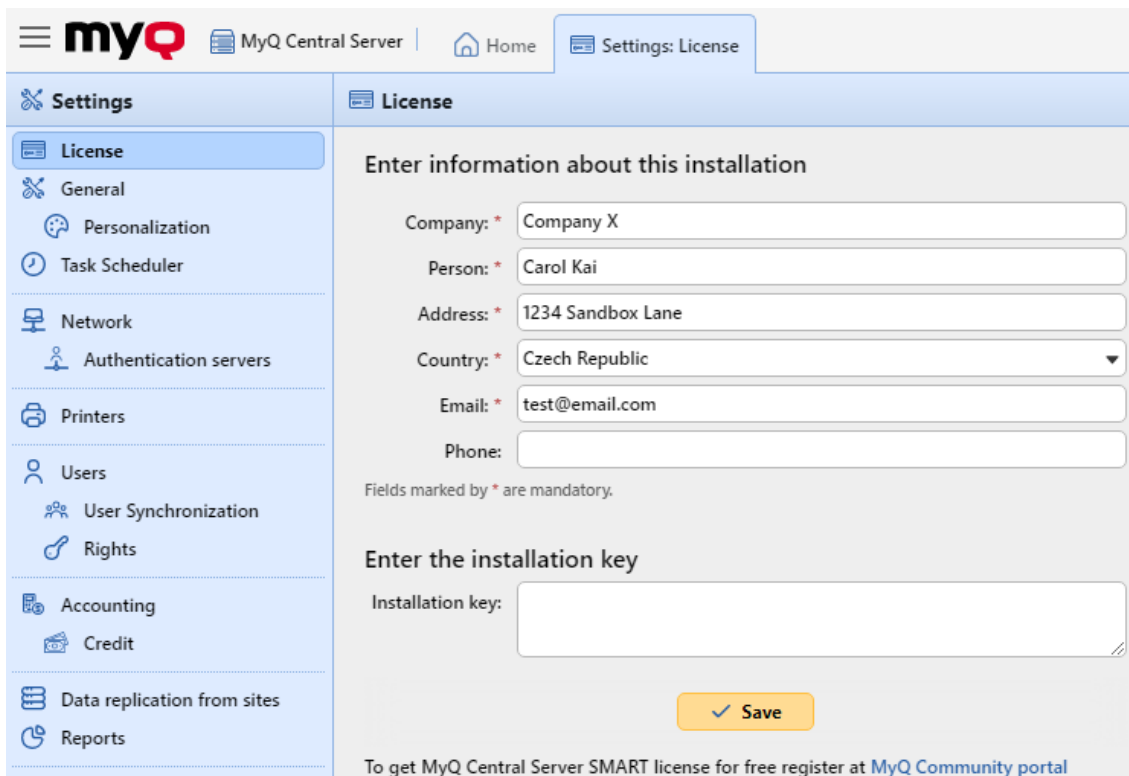 myQ MyQ Central Server Home Settings: License
Settings
License
General
Personalization
Task Scheduler
Network
Authentication servers
Printers
Users
User Synchronization
Rights
Accounting
Credit
Data replication from sites
Reports
License
Enter information about this installation
Company: * Company X
Person: * Carol Kai
Address: * 1234 Sandbox Lane
Country: * Czech Republic
Email: * test@email.com
Phone:
Fields marked by * are mandatory.
Enter the installation key
Installation key:
Save
To get MyQ Central Server SMART license for free register at MyQ Community portal